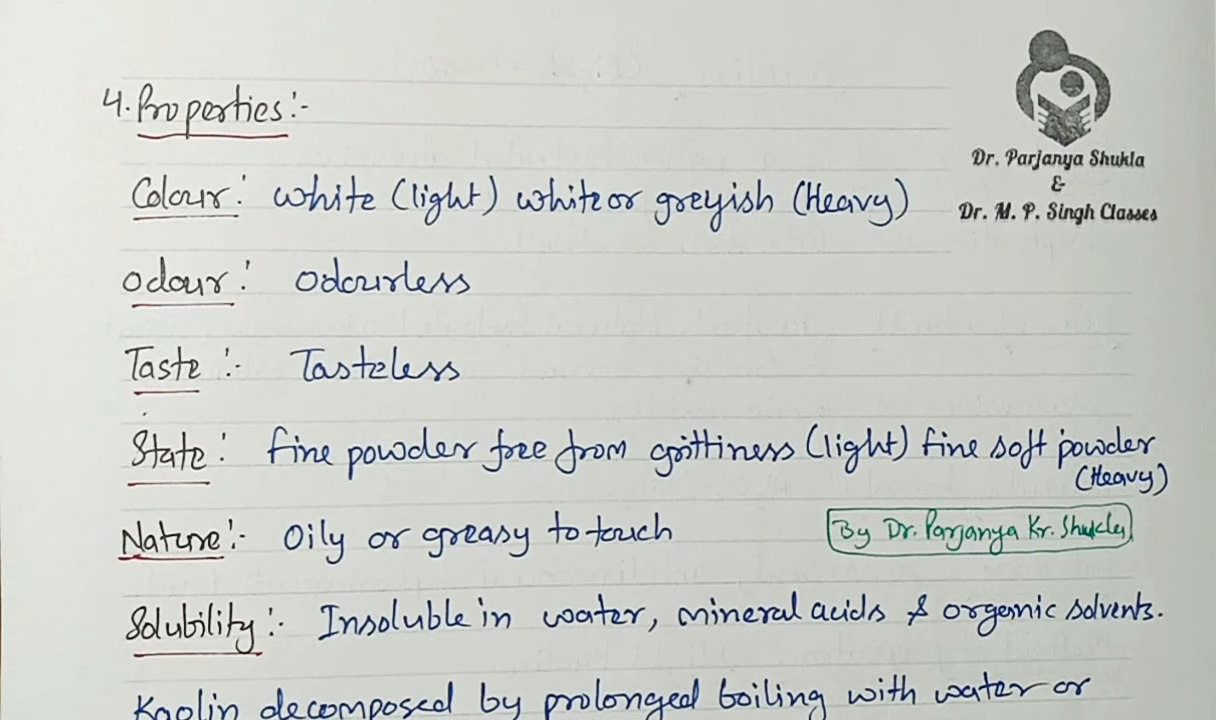 4. Properties:-
Dr. Parjanya Shukla
&
Dr. M. P. Singh Classes
Colour: white (light) white or greyish (Heavy)
Odour: Odourless
Taste:- Tasteless
State: fine powder free from grittiness (light) fine soft powder
(Heavy)
Nature:- Oily or greasy to touch
By Dr. Parjanya Kr. Shukla
Solubility:- Insoluble in water, mineral acids & organic solvents.
Kaolin decomposed by prolonged boiling with water or